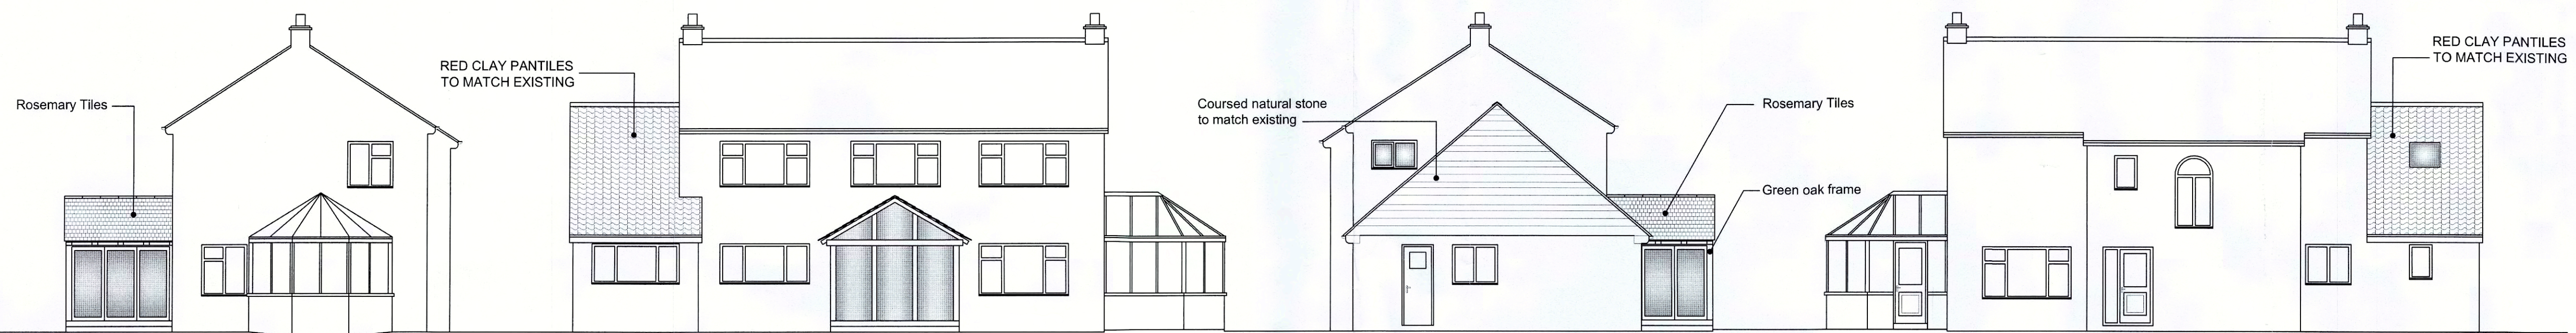 Rosemary Tiles
RED CLAY PANTILES
TO MATCH EXISTING
Coursed natural stone
to match existing
Rosemary Tiles
Green oak frame
RED CLAY PANTILES
TO MATCH EXISTING